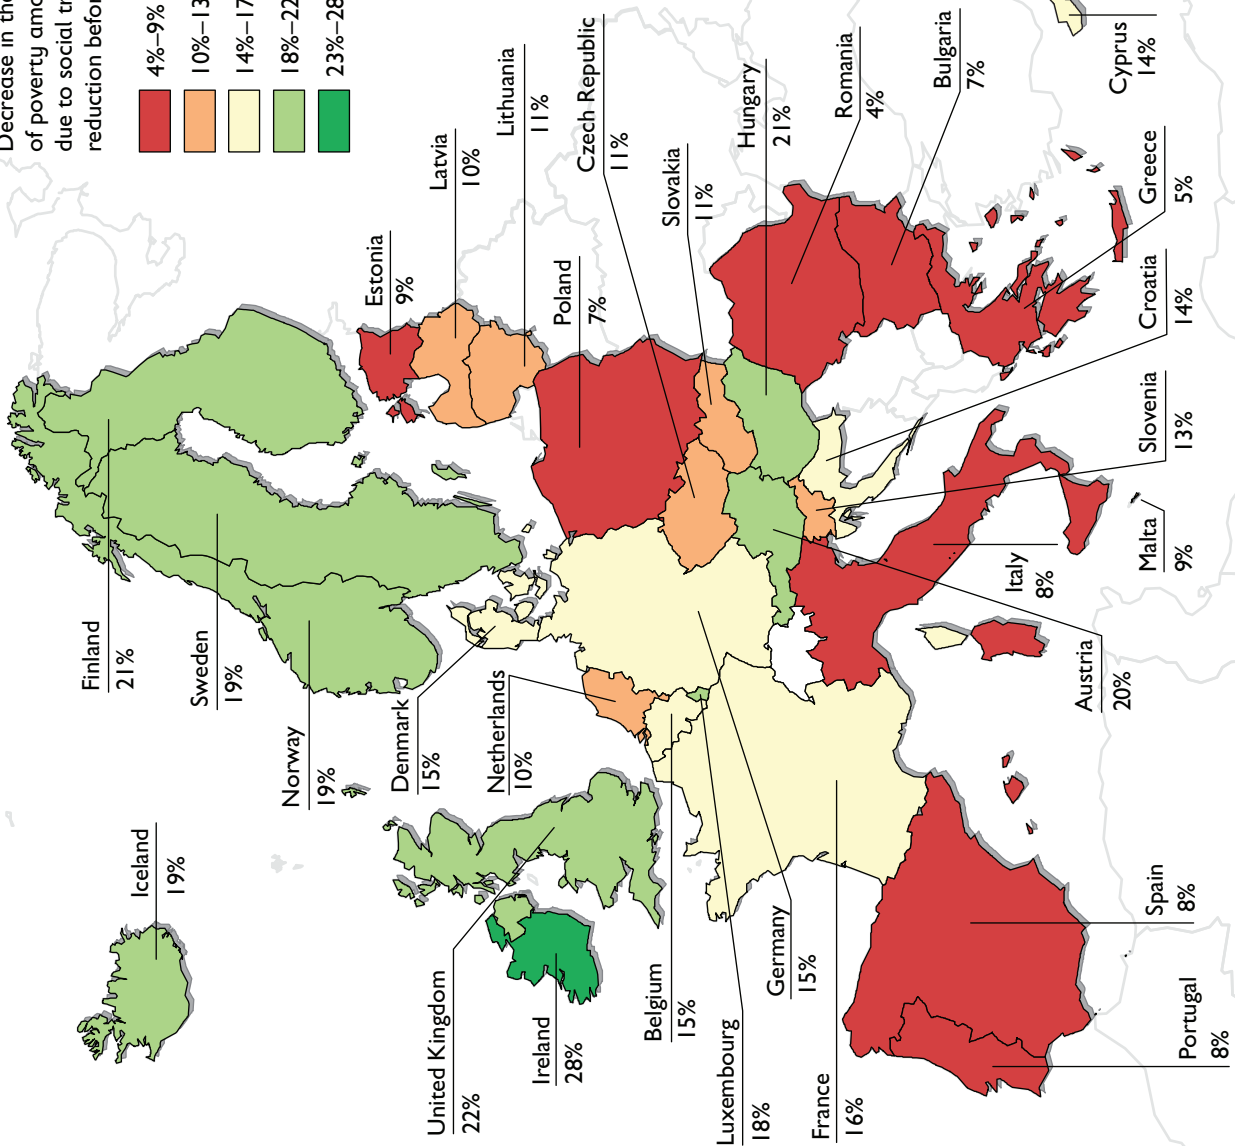 Decrease in the
of poverty amo
due to social tr
reduction befor
4%–9%
10%–13
14%–17
18%–22
23%–28
Iceland
19%
Norway
19%
Sweden
19%
Finland
21%
Estonia
9%
Latvia
10%
Lithuania
11%
Denmark
15%
Netherlands
10%
United Kingdom
22%
Ireland
28%
Belgium
15%
Luxembourg
18%
Germany
15%
France
16%
Poland
7%
Czech Republic
11%
Slovakia
11%
Hungary
21%
Romania
4%
Bulgaria
7%
Cyprus
14%
Greece
5%
Croatia
14%
Slovenia
13%
Malta
9%
Italy
8%
Austria
20%
Spain
8%
Portugal
8%